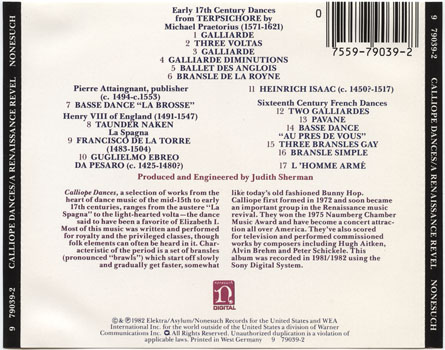 CALLIOPE DANCES/A RENAISSANCE REVEL NONESUCH
9 79039-2
Early 17th Century Dances
from TERPSICHORE by
Michael Praetorius (1571-1621)
1 GALLIARDE
2 THREE VOLTAS
3 GALLIARDE
4 GALLIARDE DIMINUTIONS
5 BALLET DES ANGLOIS
6 BRANSLE DE LA ROYNE
0
7559-79039-2
Pierre Attaingnant, publisher
(c. 1494-c.1553)
7 BASSE DANCE “LA BROSSE”
Henry VIII of England (1491-1547)
8 TAUNDER NAKEN
La Spagna
9 FRANCISCO DE LA TORRE
(1483-1504)
10 GUGLIELMO EBREO
DA PESARO (c. 1425-1480?)
11 HEINRICH ISAAC (c. 1450?-1517)
Sixteenth Century French Dances
12 TWO GALLIARDES
13 PAVANE
14 BASSE DANCE
“AU PRES DE VOUS”
15 THREE BRANSLES GAY
16 BRANSLE SIMPLE
17 L'HOMME ARMÉ
Produced and Engineered by Judith Sherman
Calliope Dances, a selection of works from the
heart of dance music of the mid-15th to early
17th centuries, ranges from the austere “La
Spagna” to the light-hearted volta—the dance
said to have been a favorite of Elizabeth I.
Most of this music was written and performed
for royalty and the privileged classes, though
folk elements can often be heard in it. Charac-
teristic of the period is a set of bransles
(pronounced “brawls”) which start off slowly
and gradually get faster, somewhat
like today's old fashioned Bunny Hop.
Calliope first formed in 1972 and soon became
an important group in the Renaissance music
revival. They won the 1975 Naumburg Chamber
Music Award and have become a concert attrac-
tion all over America. They've also scored
for television and performed commissioned
works by composers including Hugh Aitken,
Alvin Brehm and Peter Schickele. This
album was recorded in 1981/1982 using the
Sony Digital System.
N
NONESUCH
DIGITAL
© & ℗ 1982 Elektra/Asylum/Nonesuch Records for the United States and WEA
International Inc. for the world outside of the United States a division of Warner
Communications Inc. All Rights Reserved. Unauthorized duplication is a violation
of applicable laws. Printed in West Germany 9 79039-2
9 79039-2
CALLIOPE DANCES/A RENAISSANCE REVEL NONESUCH